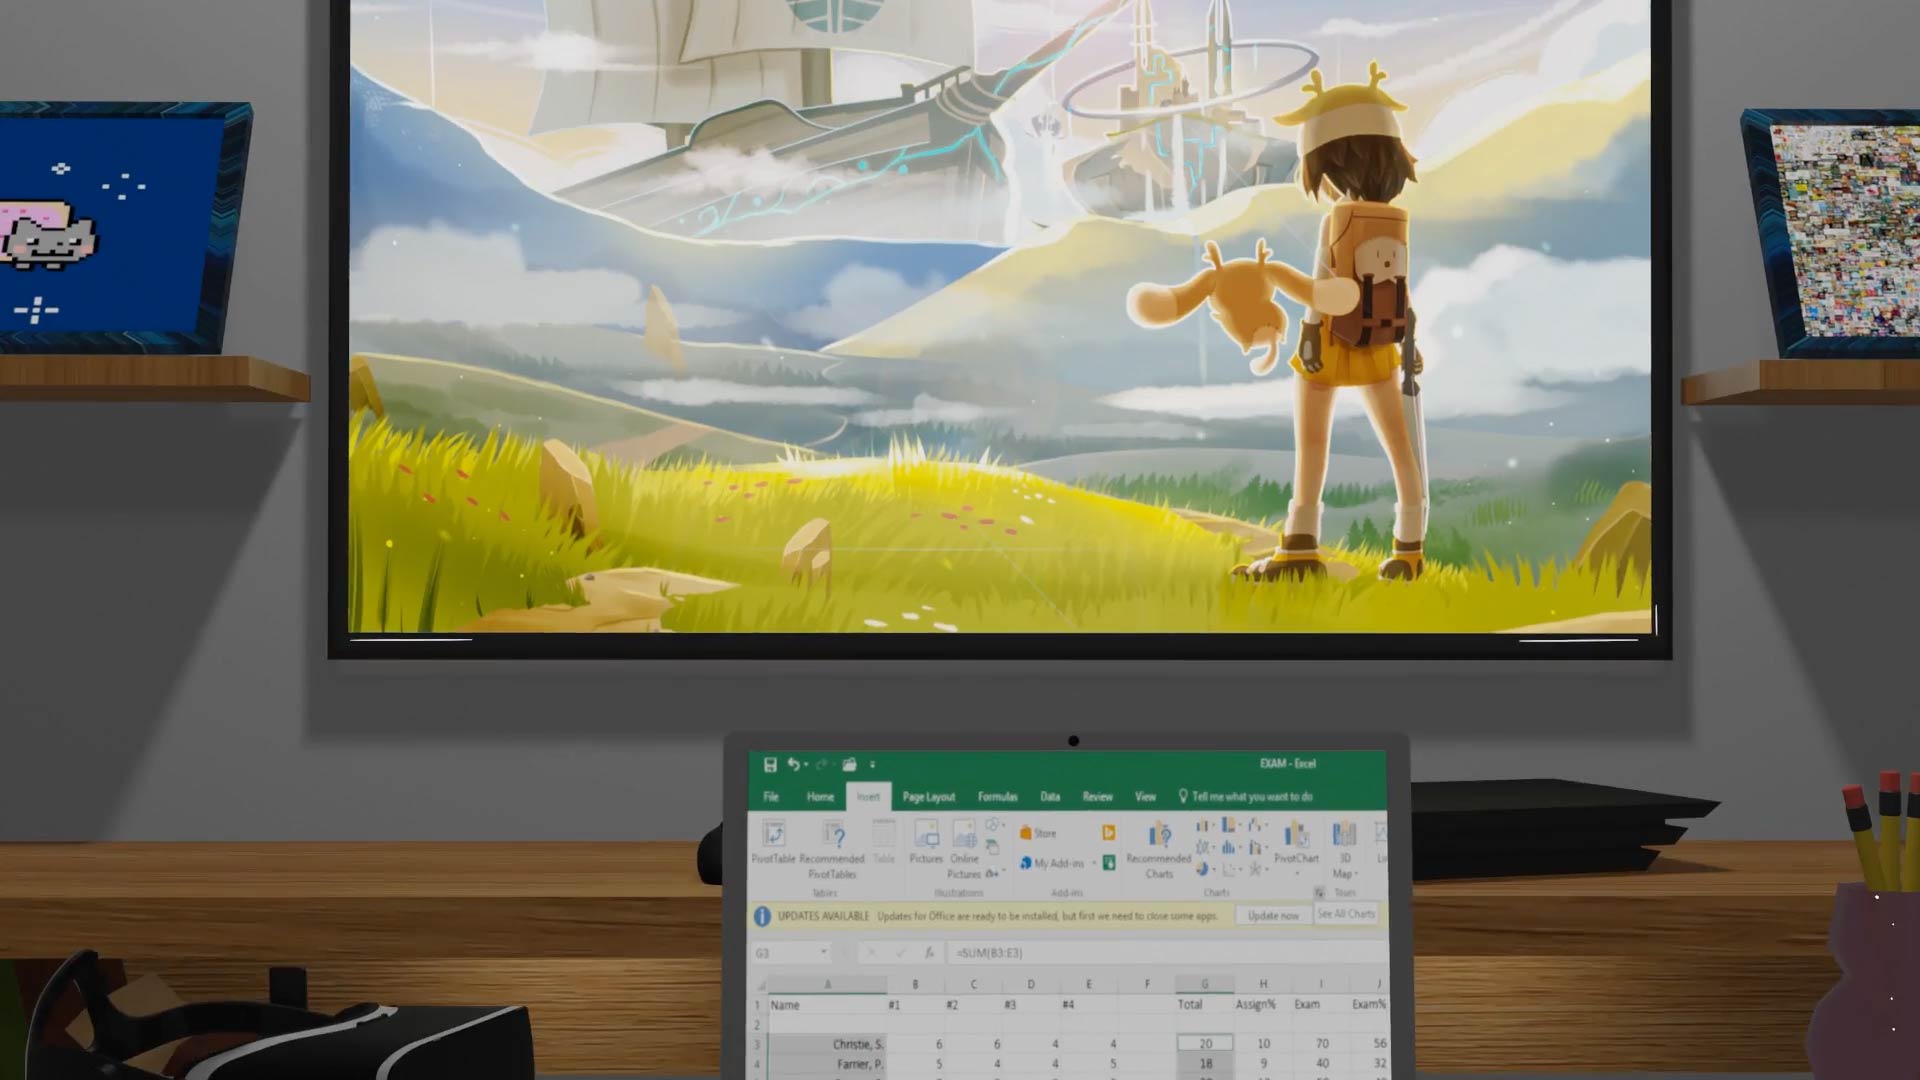 EXAM - Excel
File Home Insert Page Layout Formulas Data Review View Tell me what you want to do
PivotTable Recommended PivotTables Table Pictures Online Pictures Store My Add-ins Recommended Charts PivotChart 3D Map
Tables Illustrations Add-ins Charts Tours
UPDATES AVAILABLE Updates for Office are ready to be installed, but first we need to close some apps. Update now See All Charts
G3 fx =SUM(B3:E3)
A B C D E F G H I J
1 Name #1 #2 #3 #4 Total Assign% Exam Exam%
2
3 Christie, S. 6 6 4 4 20 10 70 56
4 Farrier, P. 5 4 4 5 18 9 40 32